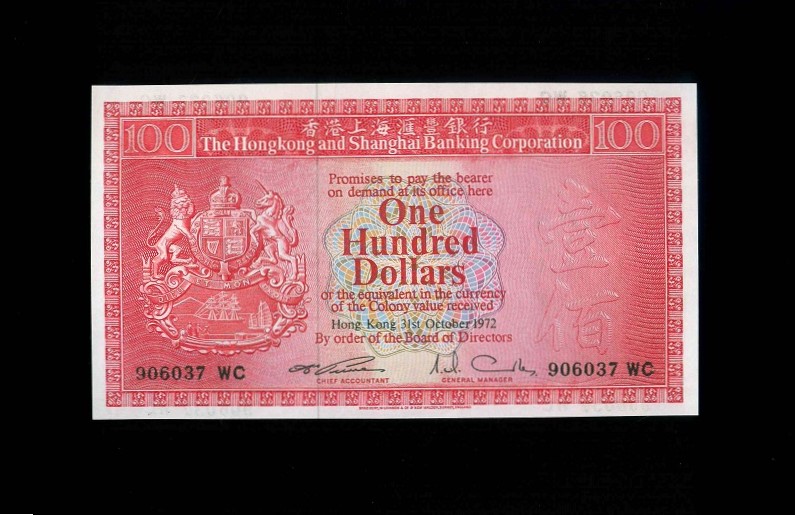 香港上海滙豐銀行
100 The Hongkong and Shanghai Banking Corporation 100
Promises to pay the bearer
on demand at its office here
One
Hundred
Dollars
or the equivalent in the currency
of the Colony value received
Hong Kong 31st October 1972
By order of the Board of Directors
壹佰
906037 WC
CHIEF ACCOUNTANT
GENERAL MANAGER
906037 WC